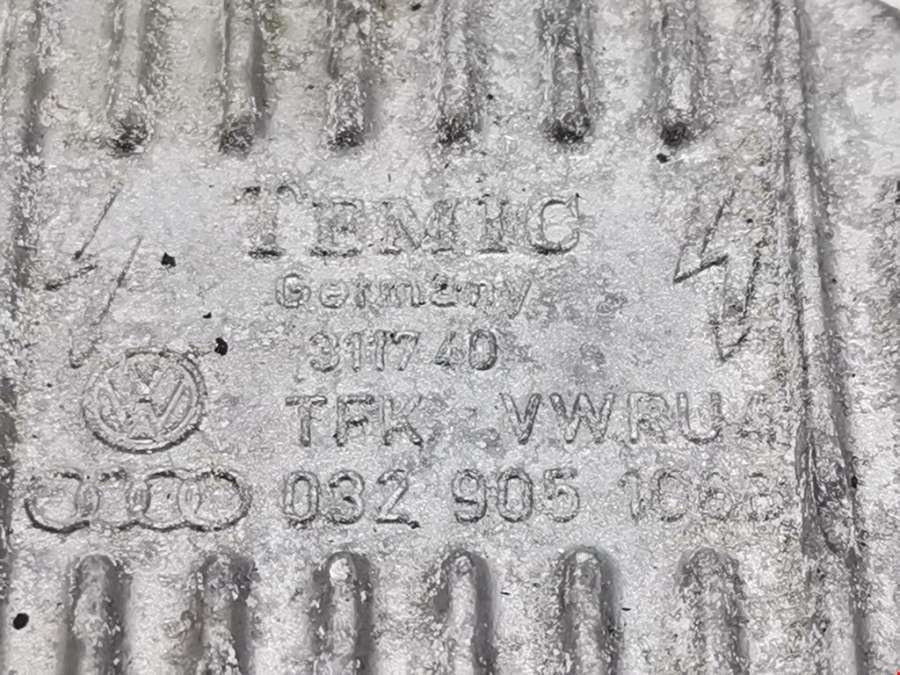 TEMIC
Germany
311740
TFK VWRU4
032 905 106B